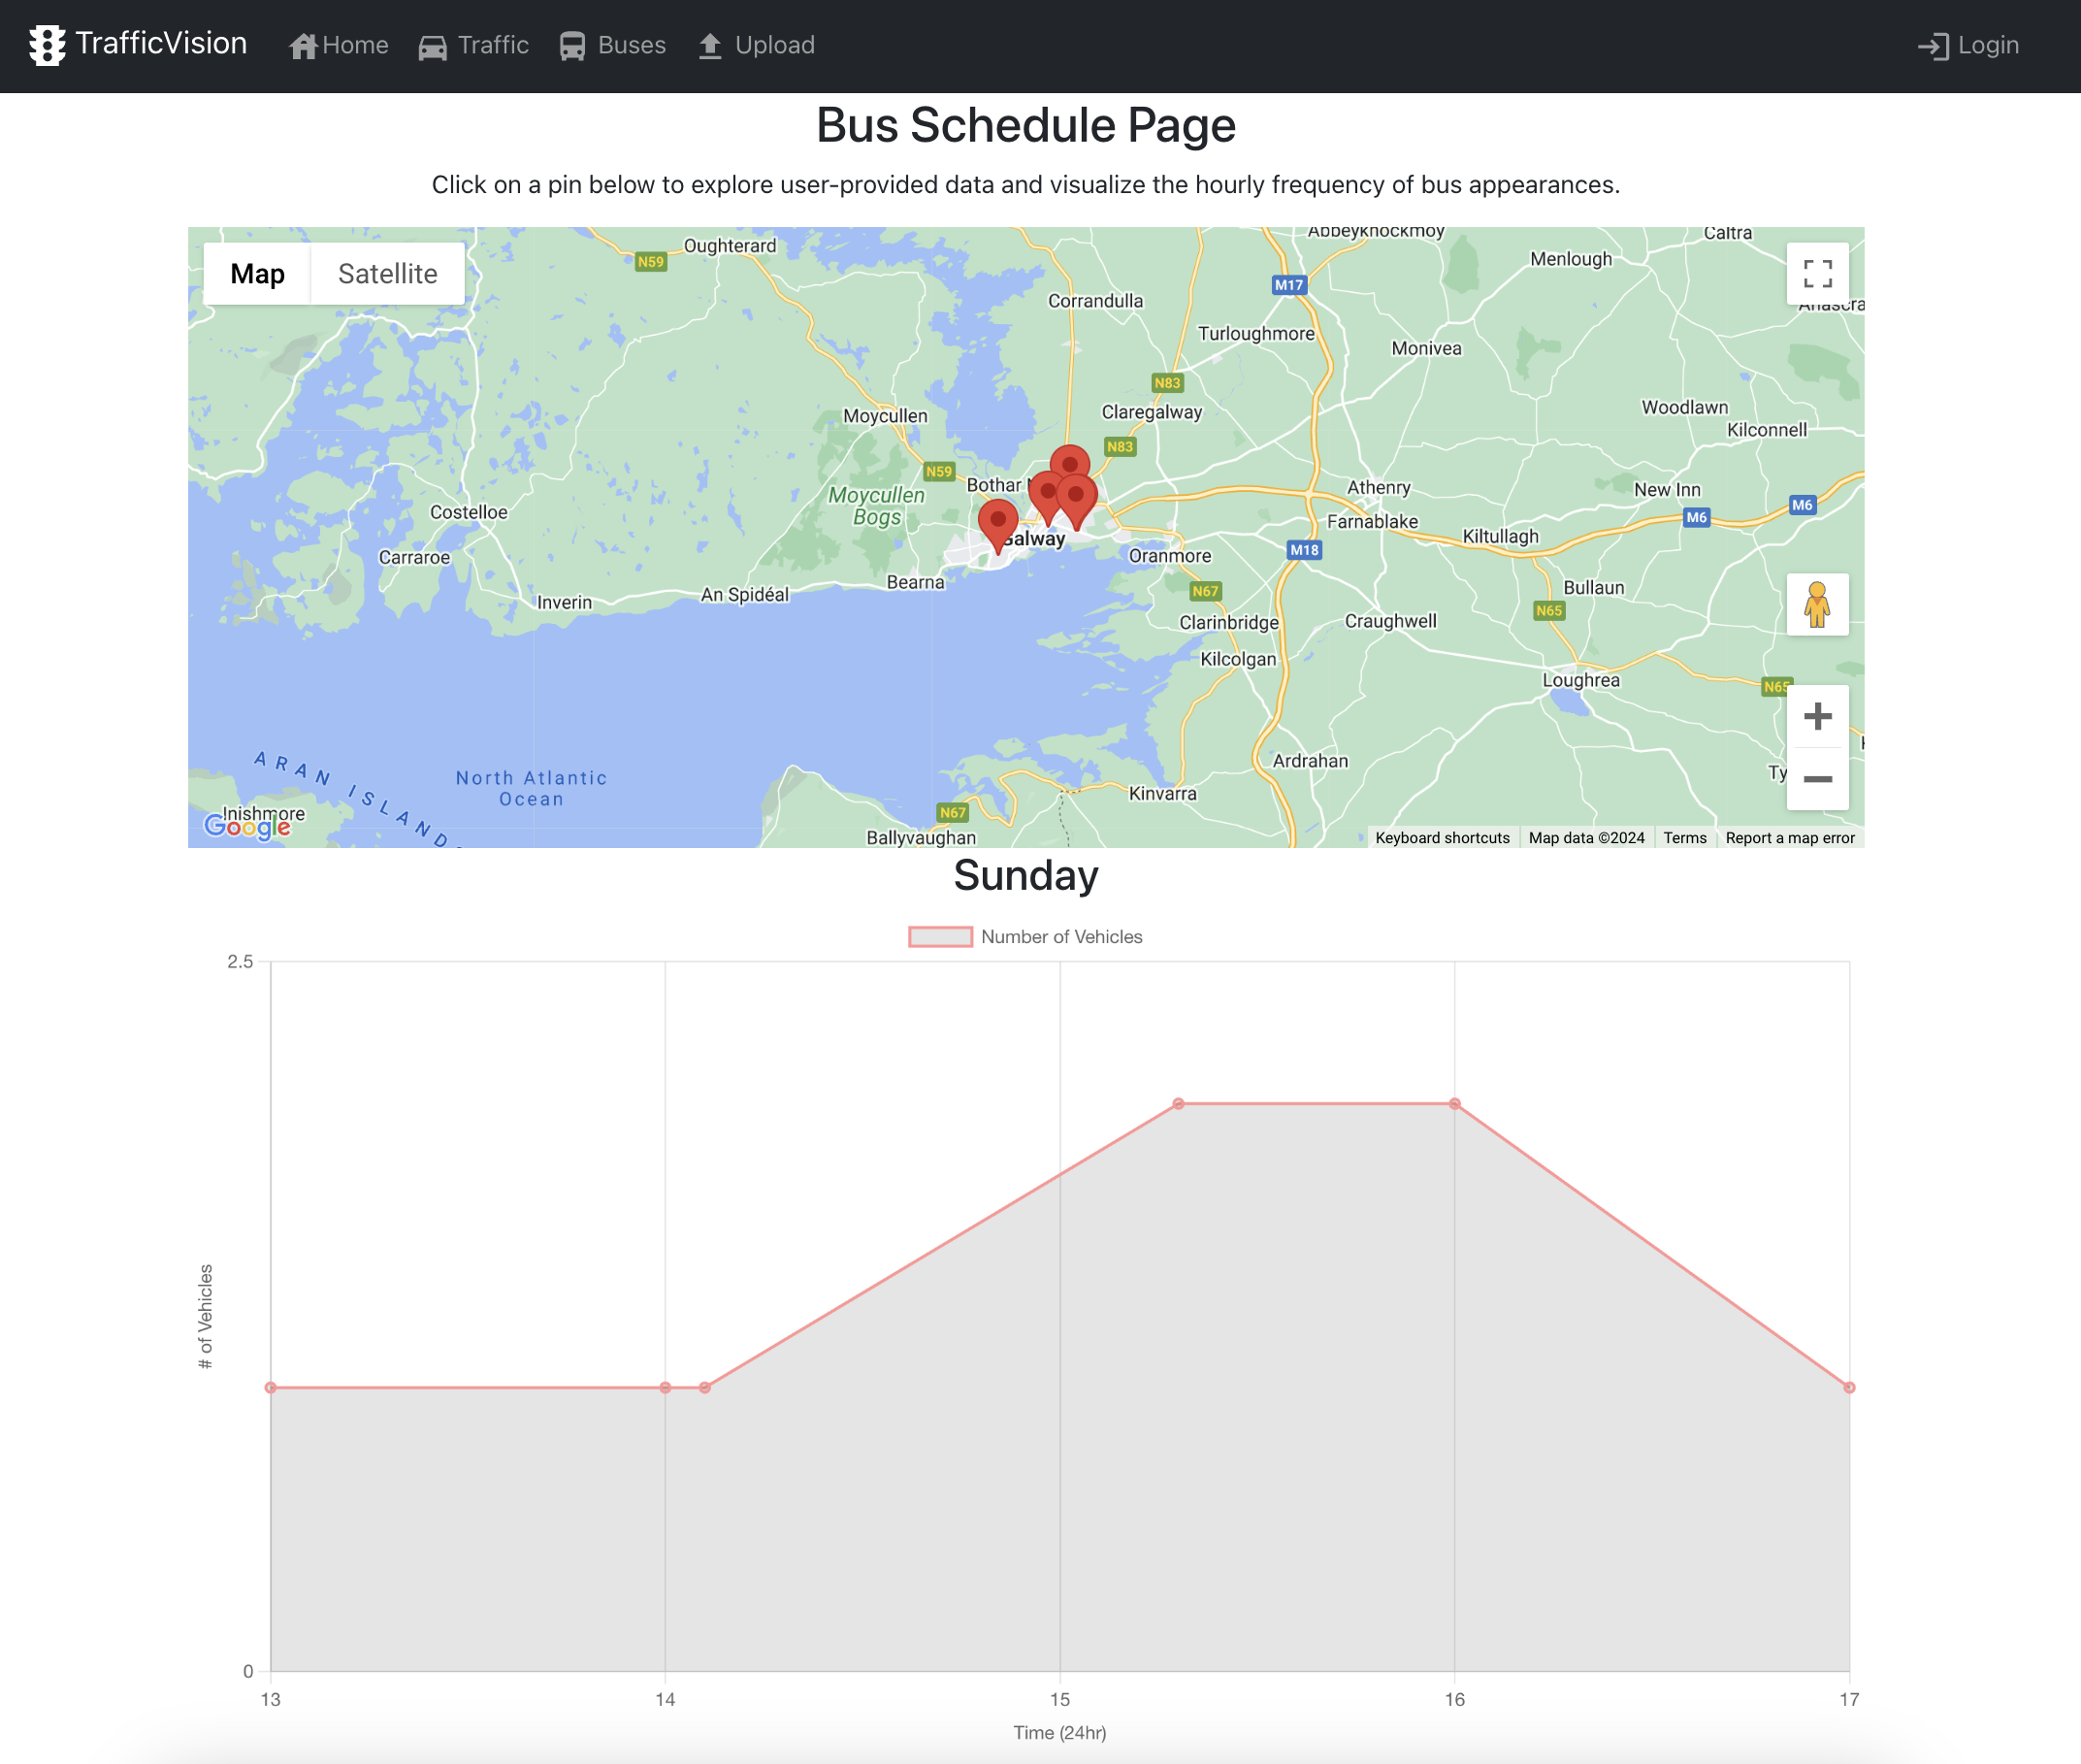 TrafficVision Home Traffic Buses Upload Login
Bus Schedule Page
Click on a pin below to explore user-provided data and visualize the hourly frequency of bus appearances.
Map Satellite
Oughterard
N59
Abbeyknockmoy
Caltra
Menlough
M17
Corrandulla
Turloughmore
Monivea
N83
Claregalway
Moycullen
Woodlawn
Kilconnell
N83
N59
Bothar
Moycullen
Bogs
Athenry
New Inn
M6
M6
Costelloe
Farnablake
Kiltullagh
Galway
Carraroe
Oranmore
M18
Bearna
An Spidéal
Inverin
N67
Bullaun
N65
Clarinbridge
Craughwell
Kilcolgan
Loughrea
N65
ARAN ISLAND
North Atlantic
Ocean
Ardrahan
Ty
Kinvarra
Inishmore
Google
N67
Ballyvaughan
Keyboard shortcuts Map data ©2024 Terms Report a map error
Sunday
Number of Vehicles
2.5
# of Vehicles
0
13 14 15 16 17
Time (24hr)